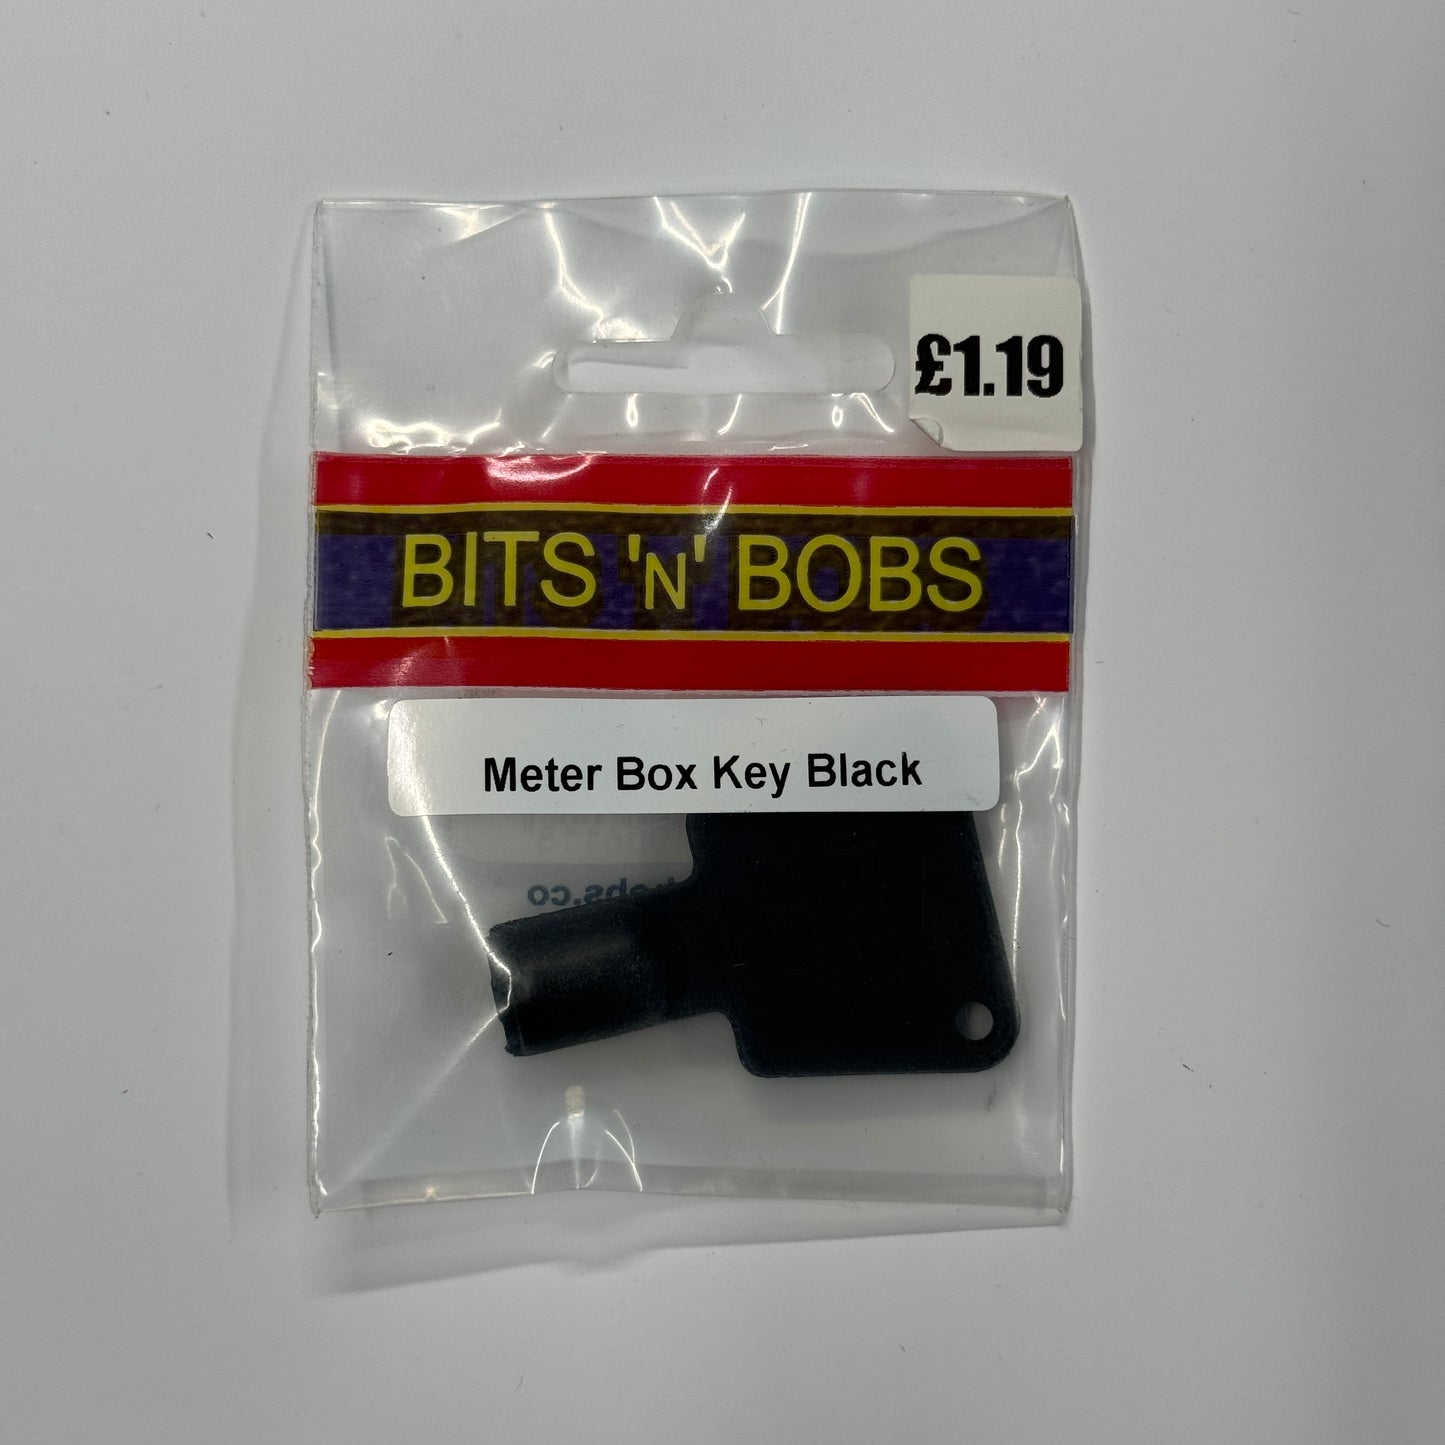 £1.19
BITS 'N' BOBS
Meter Box Key Black